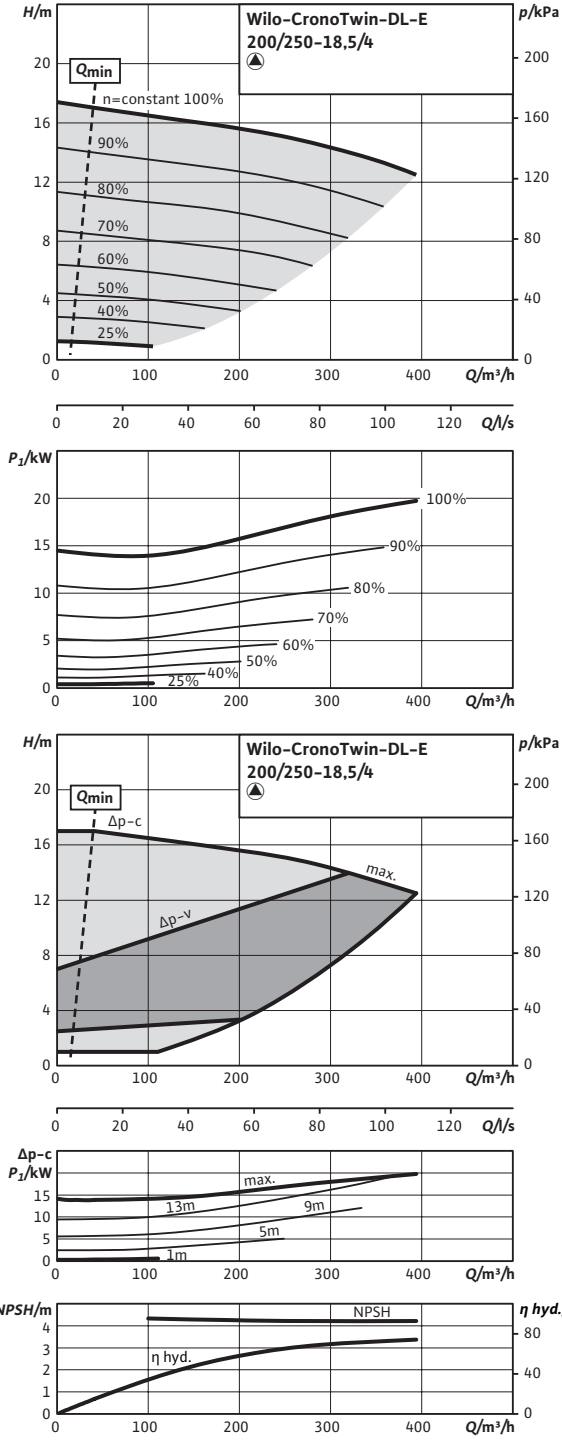 H/m
p/kPa
Wilo-CronoTwin-DL-E
200/250-18,5/4
Qmin
n=constant 100%
90%
80%
70%
60%
50%
40%
25%
20
16
12
8
4
0
200
160
120
80
40
0
0 100 200 300 400 Q/m³/h
0 20 40 60 80 100 120 Q/l/s
P1/kW
20
15
10
5
0
100%
90%
80%
70%
60%
50%
40%
25%
0 100 200 300 400 Q/m³/h
H/m
p/kPa
Wilo-CronoTwin-DL-E
200/250-18,5/4
Qmin
Δp-c
max.
Δp-v
20
16
12
8
4
0
200
160
120
80
40
0
0 100 200 300 400 Q/m³/h
0 20 40 60 80 100 120 Q/l/s
Δp-c
P1/kW
15
10
5
0
max.
13m
9m
5m
1m
0 100 200 300 400 Q/m³/h
NPSH/m
η hyd.
4
3
2
1
0
NPSH
η hyd.
80
40
0
0 100 200 300 400 Q/m³/h